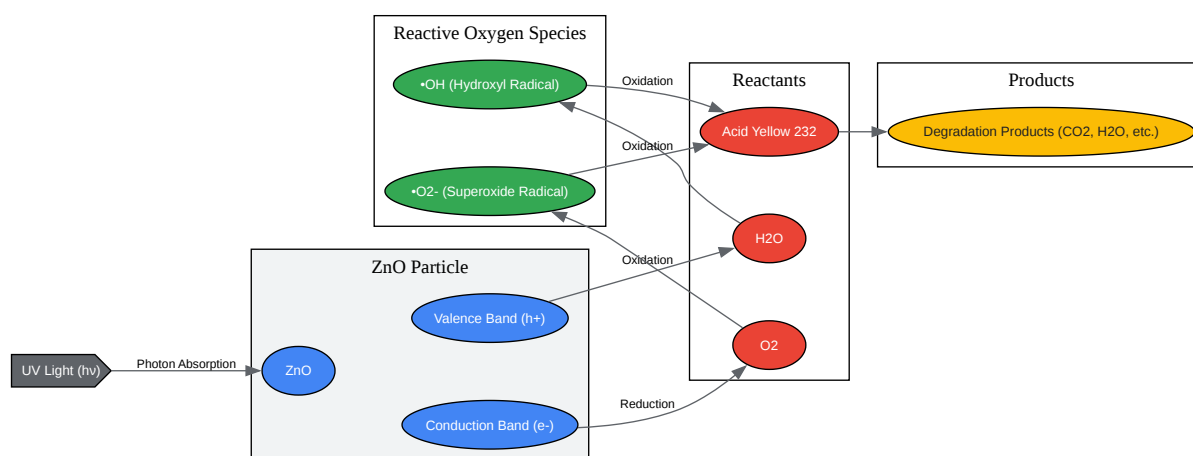 Reactive Oxygen Species
•OH (Hydroxyl Radical)
•O2- (Superoxide Radical)
Oxidation
Oxidation
Reactants
Acid Yellow 232
H2O
O2
Products
Degradation Products (CO2, H2O, etc.)
ZnO Particle
Valence Band (h+)
ZnO
Conduction Band (e-)
UV Light (hν)
Photon Absorption
Oxidation
Reduction